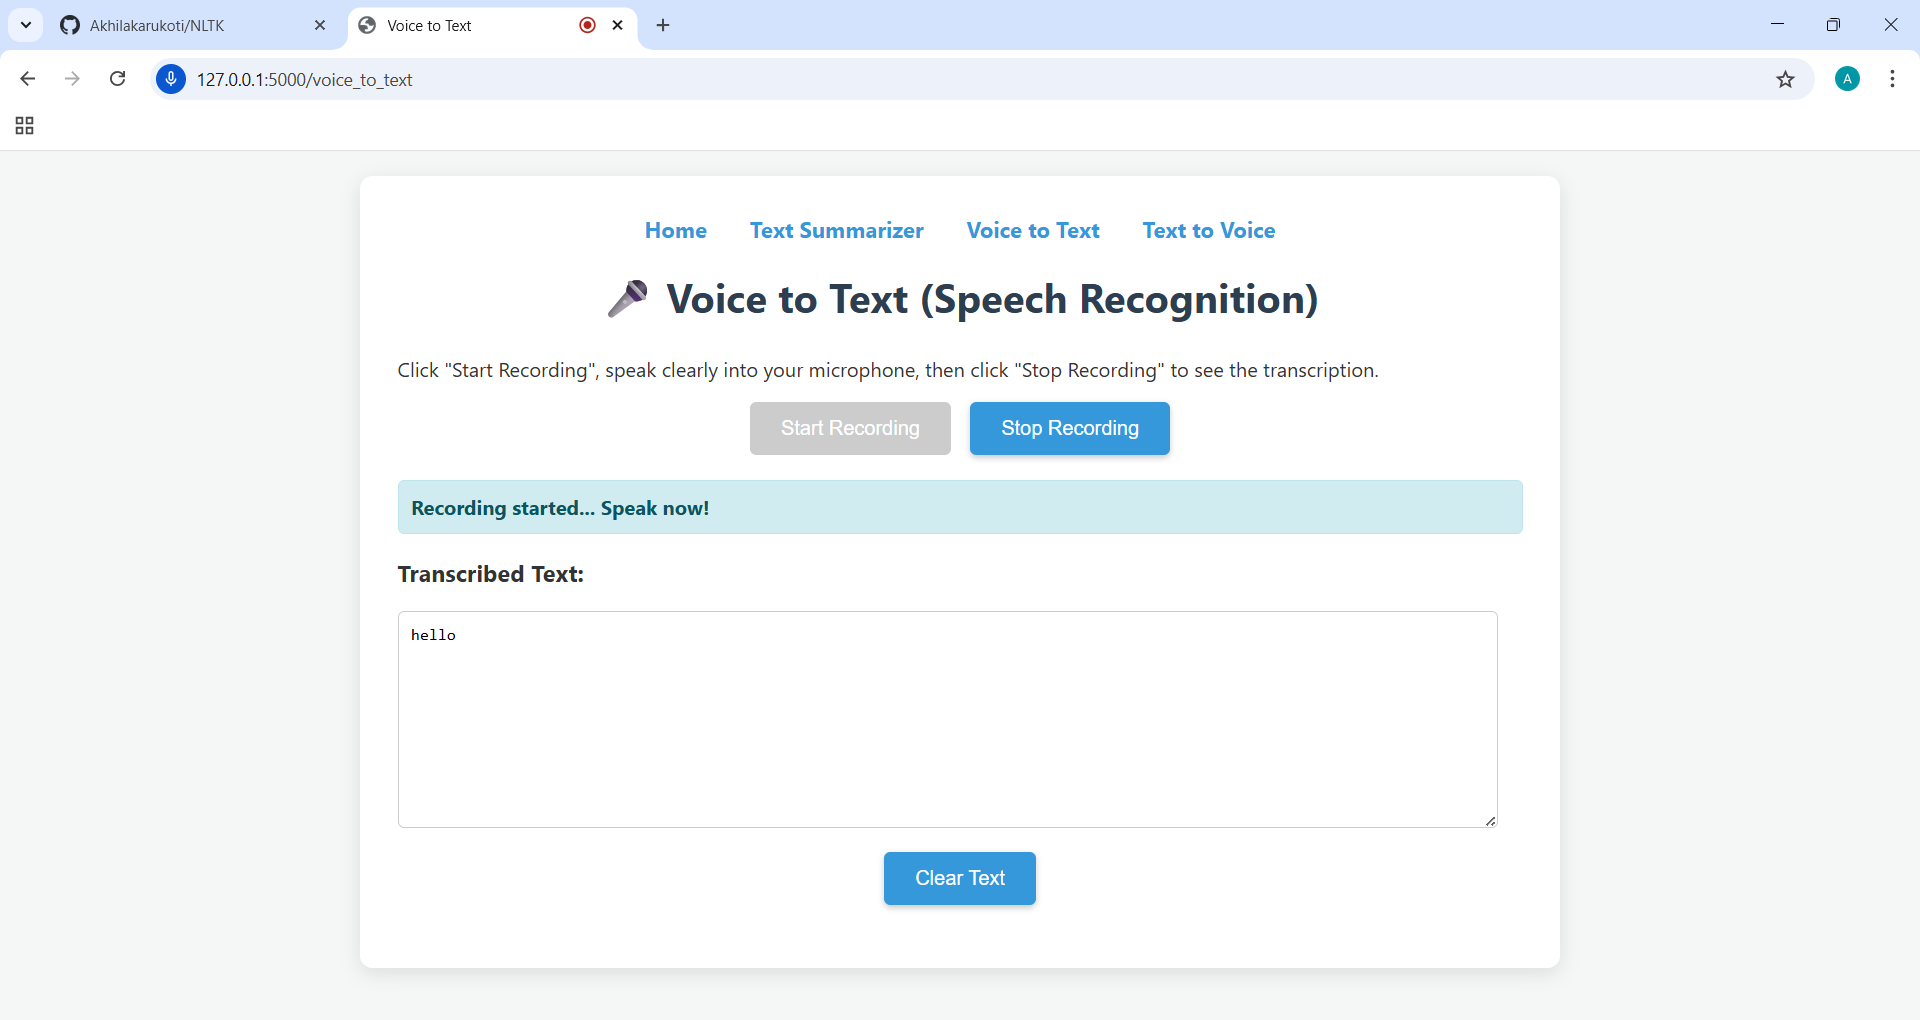 Akhilakarukoti/NLTK
Voice to Text
127.0.0.1:5000/voice_to_text
A
Home Text Summarizer Voice to Text Text to Voice
Voice to Text (Speech Recognition)
Click "Start Recording", speak clearly into your microphone, then click "Stop Recording" to see the transcription.
Start Recording Stop Recording
Recording started... Speak now!
Transcribed Text:
hello
Clear Text